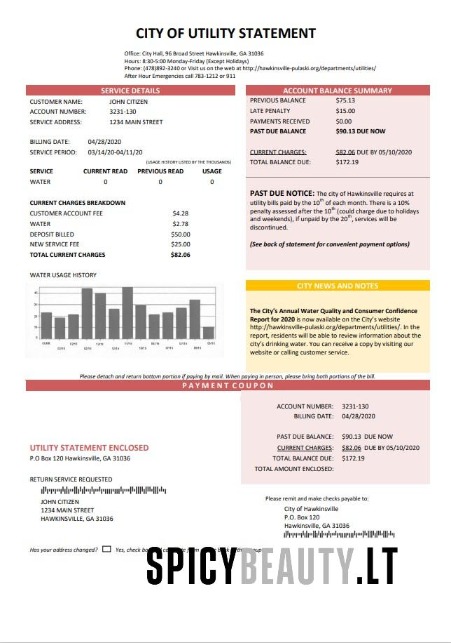 CITY OF UTILITY STATEMENT
Office: City Hall, 96 Broad Street Hawkinsville, GA 31036
Hours: 8:30-5:00 Monday-Friday (Except Holidays)
Phone: (478)892-3240 or Visit us on the web at http://hawkinsville-pulaski.org/departments/utilities/
After Hour Emergencies call 783-1212 or 911
SERVICE DETAILS
CUSTOMER NAME: JOHN CITIZEN
ACCOUNT NUMBER: 3231-130
SERVICE ADDRESS: 1234 MAIN STREET
BILLING DATE: 04/28/2020
SERVICE PERIOD: 03/14/20-04/11/20
(USAGE HISTORY LISTED BY THE THOUSANDS)
SERVICE CURRENT READ PREVIOUS READ USAGE
WATER 0 0 0
CURRENT CHARGES BREAKDOWN
CUSTOMER ACCOUNT FEE $4.28
WATER $2.78
DEPOSIT BILLED $50.00
NEW SERVICE FEE $25.00
TOTAL CURRENT CHARGES $82.06
WATER USAGE HISTORY
ACCOUNT BALANCE SUMMARY
PREVIOUS BALANCE $75.13
LATE PENALTY $15.00
PAYMENTS RECEIVED $0.00
PAST DUE BALANCE $90.13 DUE NOW
CURRENT CHARGES: $82.06 DUE BY 05/10/2020
TOTAL BALANCE DUE: $172.19
PAST DUE NOTICE: The city of Hawkinsville requires at
utility bills paid by the 10th of each month. There is a 10%
penalty assessed after the 10th (could charge due to holidays
and weekends), if unpaid by the 20th, services will be
discontinued.
(See back of statement for convenient payment options)
CITY NEWS AND NOTES
The City's Annual Water Quality and Consumer Confidence
Report for 2020 is now available on the City's website
http://hawkinsville-pulaski.org/departments/utilities/. In the
report, residents will be able to review information about the
city's drinking water. You can receive a copy by visiting our
website or calling customer service.
Please detach and return bottom portion if paying by mail. When paying in person, please bring both portions of the bill.
PAYMENT COUPON
ACCOUNT NUMBER: 3231-130
BILLING DATE: 04/28/2020
PAST DUE BALANCE: $90.13 DUE NOW
CURRENT CHARGES: $82.06 DUE BY 05/10/2020
TOTAL BALANCE DUE: $172.19
TOTAL AMOUNT ENCLOSED:
UTILITY STATEMENT ENCLOSED
P.O Box 120 Hawkinsville, GA 31036
RETURN SERVICE REQUESTED
JOHN CITIZEN
1234 MAIN STREET
HAWKINSVILLE, GA 31036
Please remit and make checks payable to:
City of Hawkinsville
P.O. Box 120
Hawkinsville, GA 31036
Has your address changed? Yes, check
SPICYBEAUTY.LT